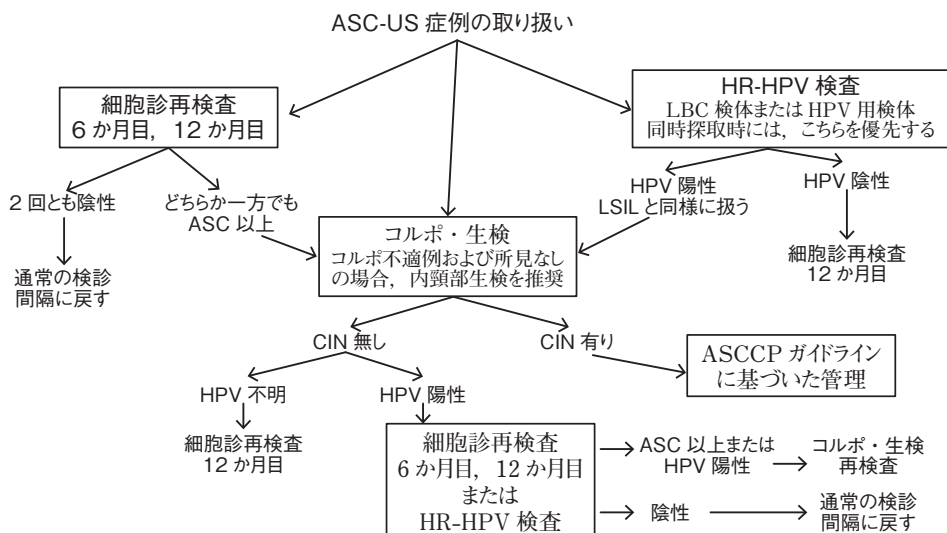 ASC-US 症例の取り扱い
細胞診再検査
6 か月目，12 か月目
HR-HPV 検査
LBC 検体または HPV 用検体
同時採取時には，こちらを優先する
2 回とも陰性
どちらか一方でも
ASC 以上
HPV 陽性
LSIL と同様に扱う
HPV 陰性
通常の検診
間隔に戻す
コルポ・生検
コルポ不適例および所見なし
の場合，内頸部生検を推奨
細胞診再検査
12 か月目
CIN 無し
CIN 有り
ASCCP ガイドライン
に基づいた管理
HPV 不明
HPV 陽性
細胞診再検査
12 か月目
細胞診再検査
6 か月目，12 か月目
または
HR-HPV 検査
ASC 以上または
HPV 陽性
コルポ・生検
再検査
陰性
通常の検診
間隔に戻す